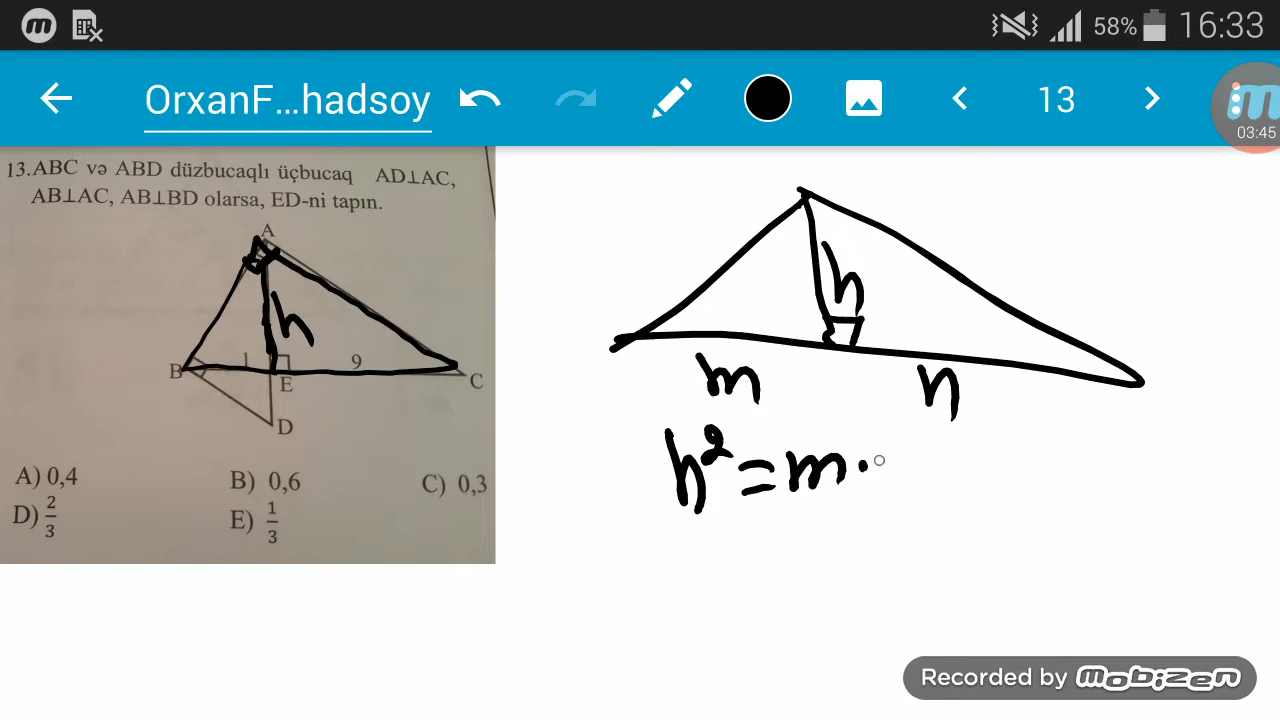 58% 16:33
OrxanF...hadsoy 13
03:45
13.ABC və ABD düzbucaqlı üçbucaq AD⊥AC,
AB⊥AC, AB⊥BD olarsa, ED-ni tapın.
A
h
h
B 1 E 9 C
D
m n
h²=m·
A) 0,4 B) 0,6 C) 0,3
D) 2/3 E) 1/3
Recorded by mobizen